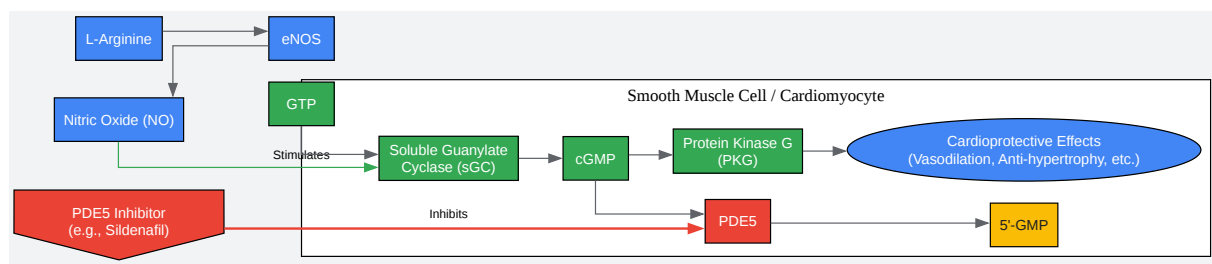 L-Arginine
eNOS
GTP
Smooth Muscle Cell / Cardiomyocyte
Nitric Oxide (NO)
Stimulates
Soluble Guanylate
Cyclase (sGC)
cGMP
Protein Kinase G
(PKG)
Cardioprotective Effects
(Vasodilation, Anti-hypertrophy, etc.)
PDE5 Inhibitor
(e.g., Sildenafil)
Inhibits
PDE5
5'-GMP